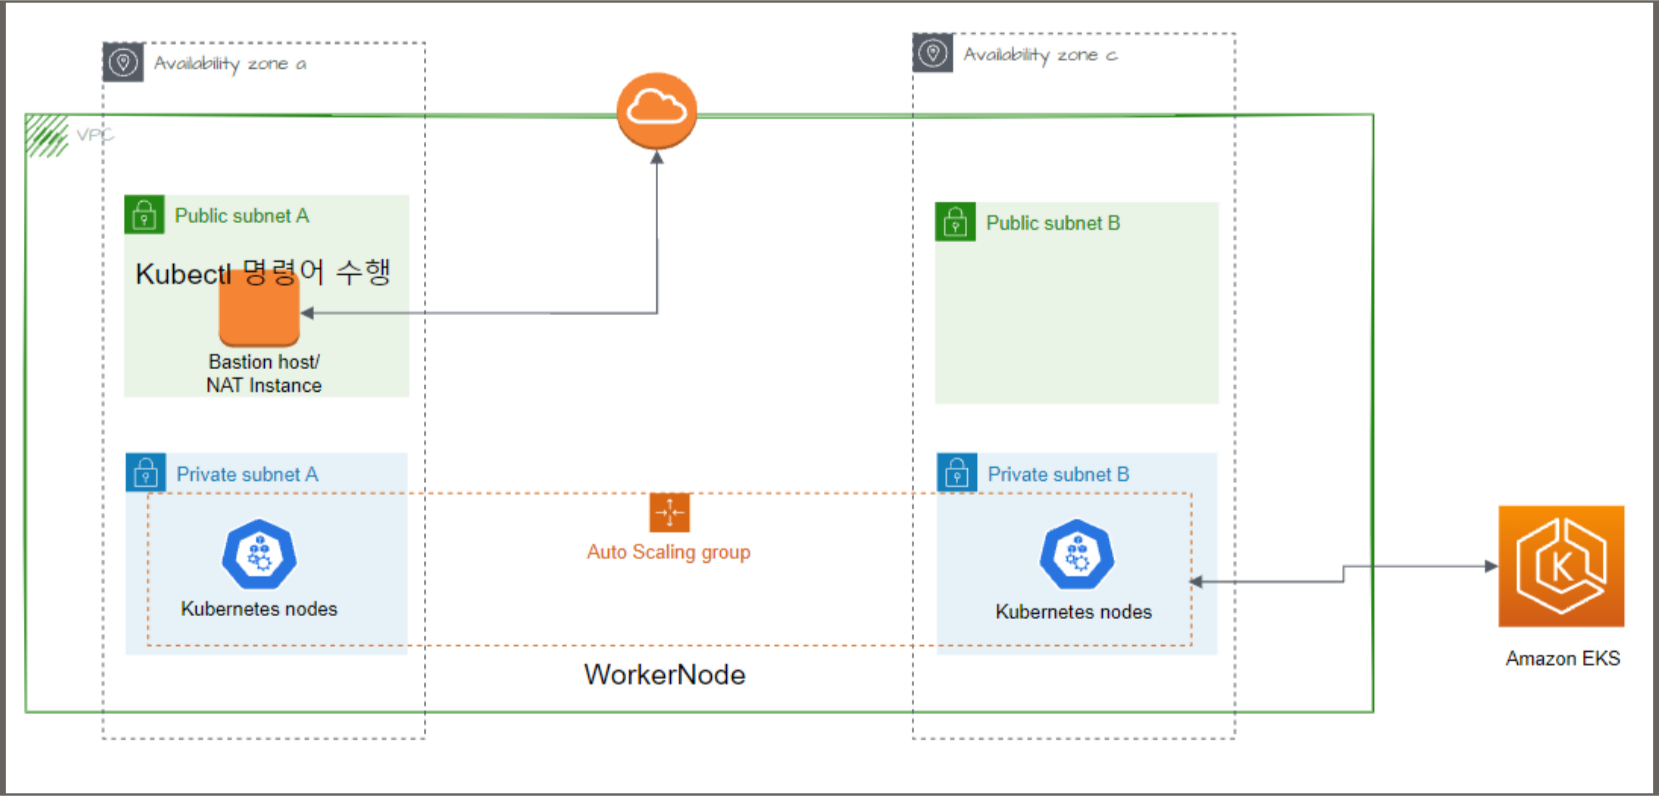 Availability zone a
Availability zone c
VPC
Public subnet A
Public subnet B
Kubectl 명령어 수행
Bastion host/
NAT Instance
Private subnet A
Private subnet B
Auto Scaling group
Kubernetes nodes
Kubernetes nodes
K
Amazon EKS
WorkerNode